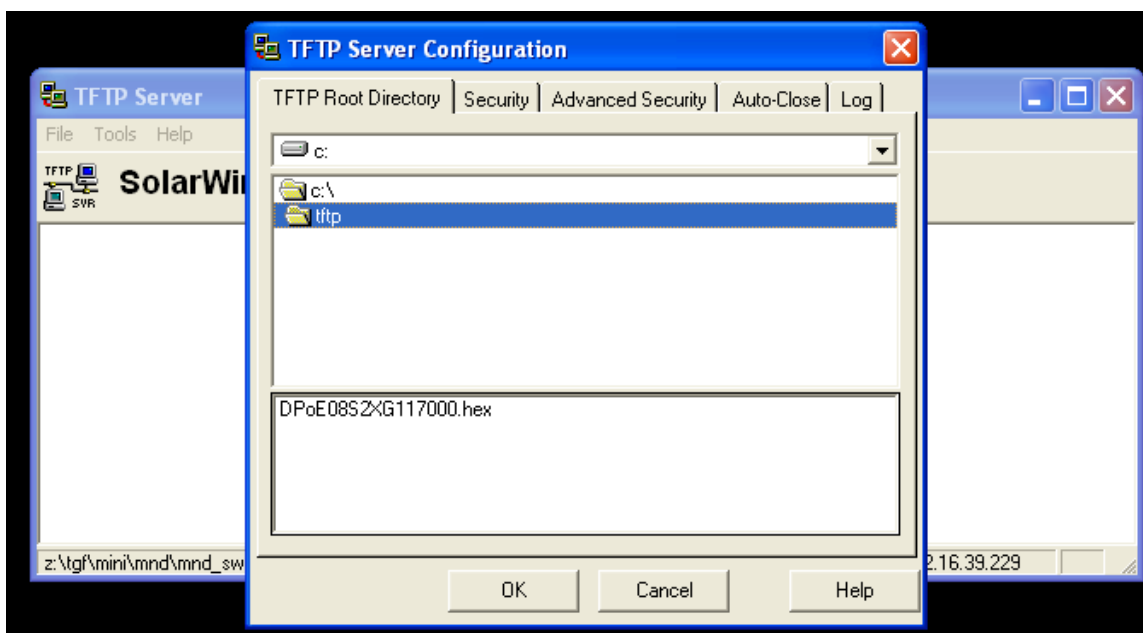 TFTP Server Configuration
TFTP Server
TFTP Root Directory Security Advanced Security Auto-Close Log
File Tools Help
c:
TFTP
SVR
SolarWi
c:\
tftp
DPoE08S2XG117000.hex
z:\tgf\mini\mnd\mnd_sw
2.16.39.229
OK Cancel Help